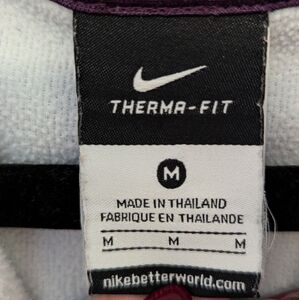 THERMA-FIT
M
MADE IN THAILAND
FABRIQUE EN THAILANDE
M M M
nikebetterworld.com